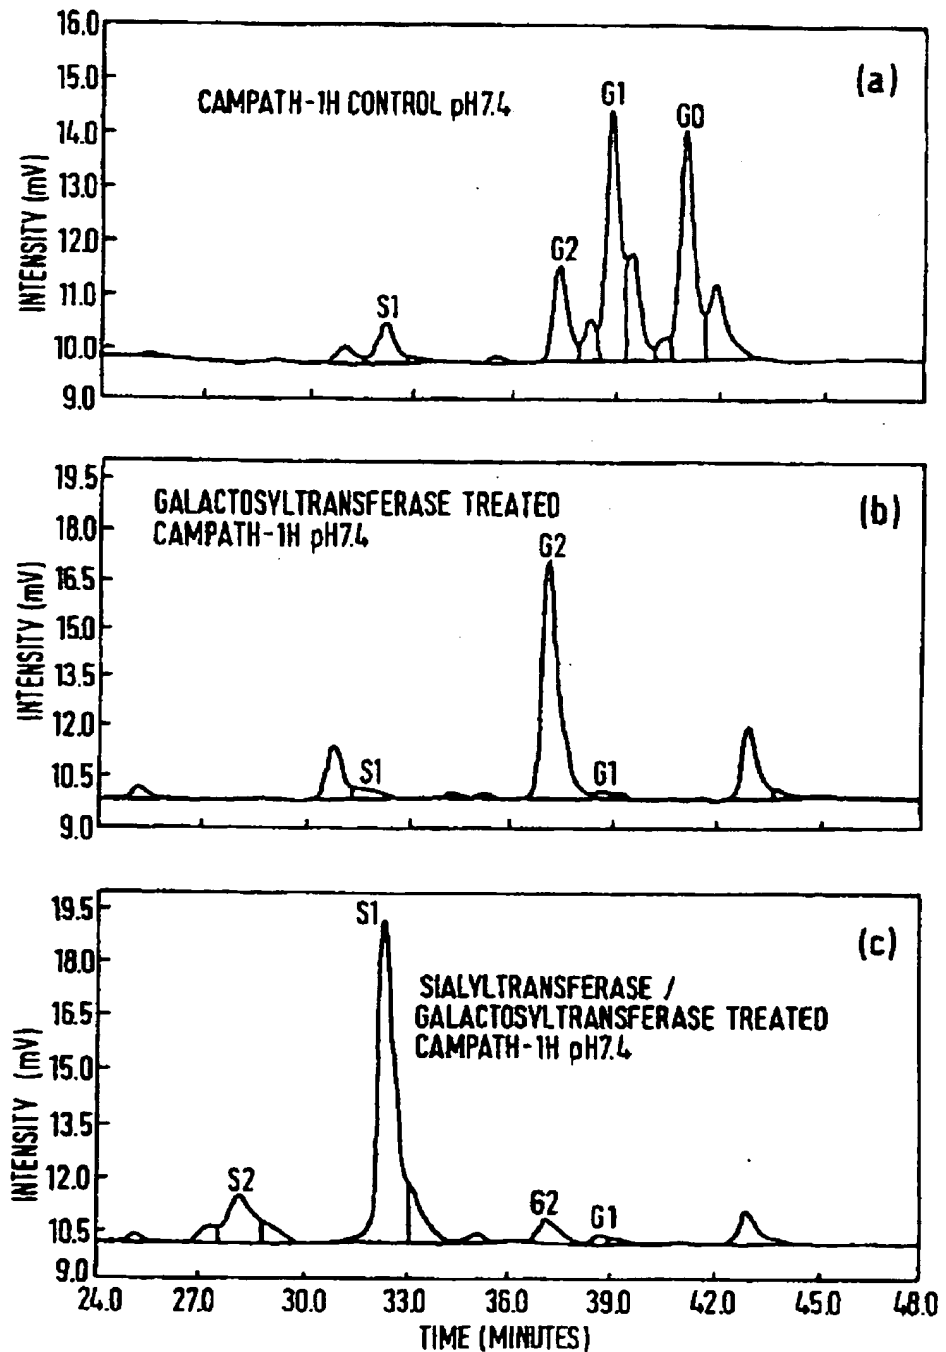 16.0
15.0
14.0
13.0
12.0
11.0
10.0
9.0
INTENSITY (mV)
CAMPATH-1H CONTROL pH7.4
(a)
S1
G2
G1
G0
19.5
18.0
16.5
15.0
13.5
12.0
10.5
9.0
INTENSITY (mV)
GALACTOSYLTRANSFERASE TREATED
CAMPATH-1H pH7.4
(b)
S1
G2
G1
19.5
18.0
16.5
15.0
13.5
12.0
10.5
9.0
INTENSITY (mV)
S1
(c)
SIALYLTRANSFERASE /
GALACTOSYLTRANSFERASE TREATED
CAMPATH-1H pH7.4
S2
G2
G1
24.0 27.0 30.0 33.0 36.0 39.0 42.0 45.0 48.0
TIME (MINUTES)